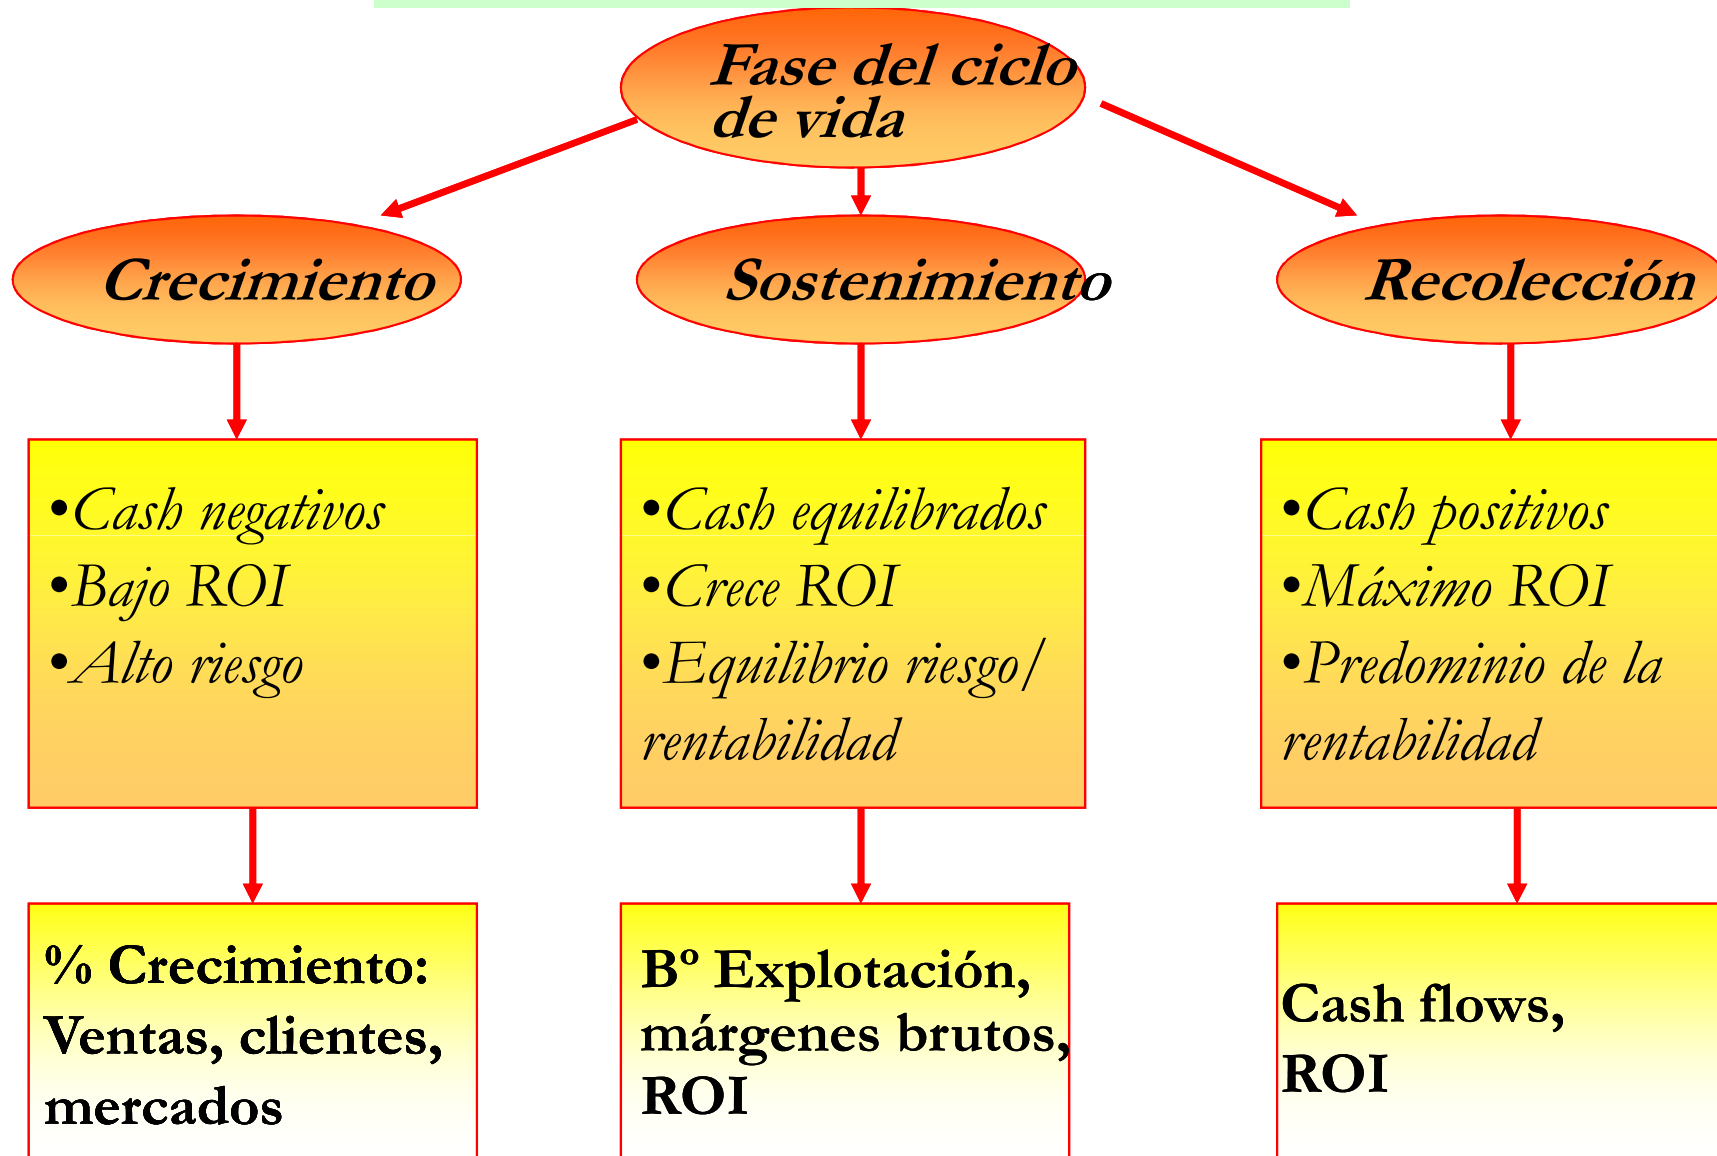 Fase del ciclo
de vida
Crecimiento
Sostenimiento
Recolección
•Cash negativos
•Bajo ROI
•Alto riesgo
•Cash equilibrados
•Crece ROI
•Equilibrio riesgo/
rentabilidad
•Cash positivos
•Máximo ROI
•Predominio de la
rentabilidad
% Crecimiento:
Ventas, clientes,
mercados
Bº Explotación,
márgenes brutos,
ROI
Cash flows,
ROI